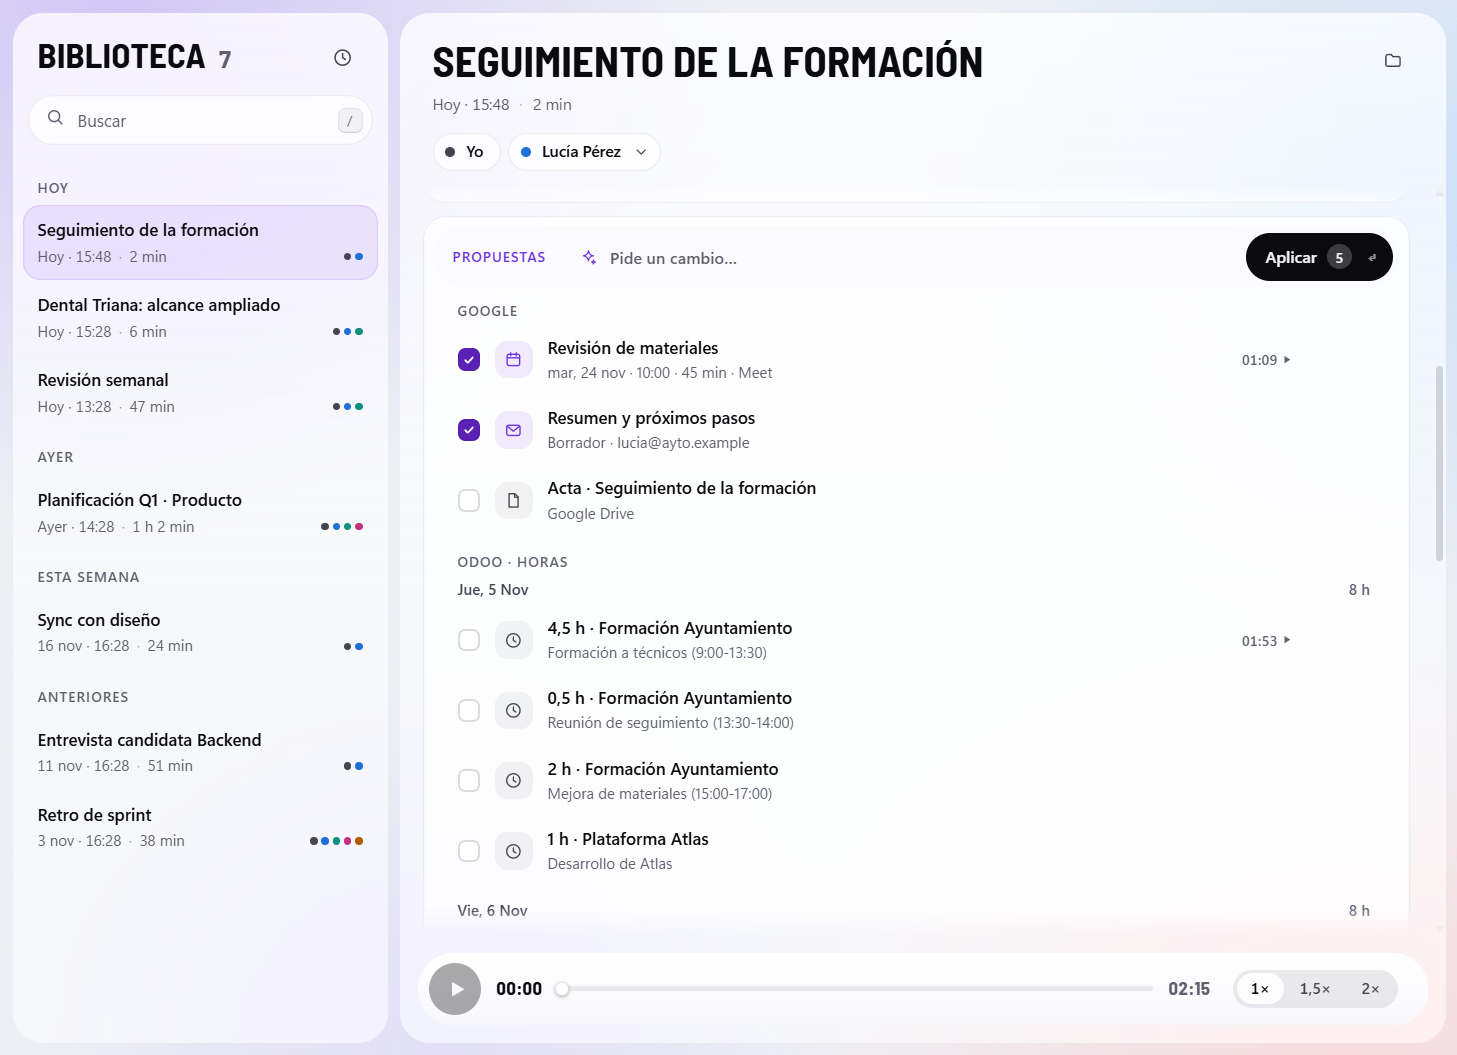 BIBLIOTECA 7
Buscar /
HOY
Seguimiento de la formación
Hoy · 15:48 · 2 min
Dental Triana: alcance ampliado
Hoy · 15:28 · 6 min
Revisión semanal
Hoy · 13:28 · 47 min
AYER
Planificación Q1 · Producto
Ayer · 14:28 · 1 h 2 min
ESTA SEMANA
Sync con diseño
16 nov · 16:28 · 24 min
ANTERIORES
Entrevista candidata Backend
11 nov · 16:28 · 51 min
Retro de sprint
3 nov · 16:28 · 38 min
SEGUIMIENTO DE LA FORMACIÓN
Hoy · 15:48 · 2 min
Yo Lucía Pérez
PROPUESTAS Pide un cambio... Aplicar 5
GOOGLE
Revisión de materiales
mar, 24 nov · 10:00 · 45 min · Meet
01:09
Resumen y próximos pasos
Borrador · lucia@ayto.example
Acta · Seguimiento de la formación
Google Drive
ODOO · HORAS
Jue, 5 Nov 8 h
4,5 h · Formación Ayuntamiento
Formación a técnicos (9:00-13:30)
01:53
0,5 h · Formación Ayuntamiento
Reunión de seguimiento (13:30-14:00)
2 h · Formación Ayuntamiento
Mejora de materiales (15:00-17:00)
1 h · Plataforma Atlas
Desarrollo de Atlas
Vie, 6 Nov 8 h
00:00 02:15 1× 1,5× 2×